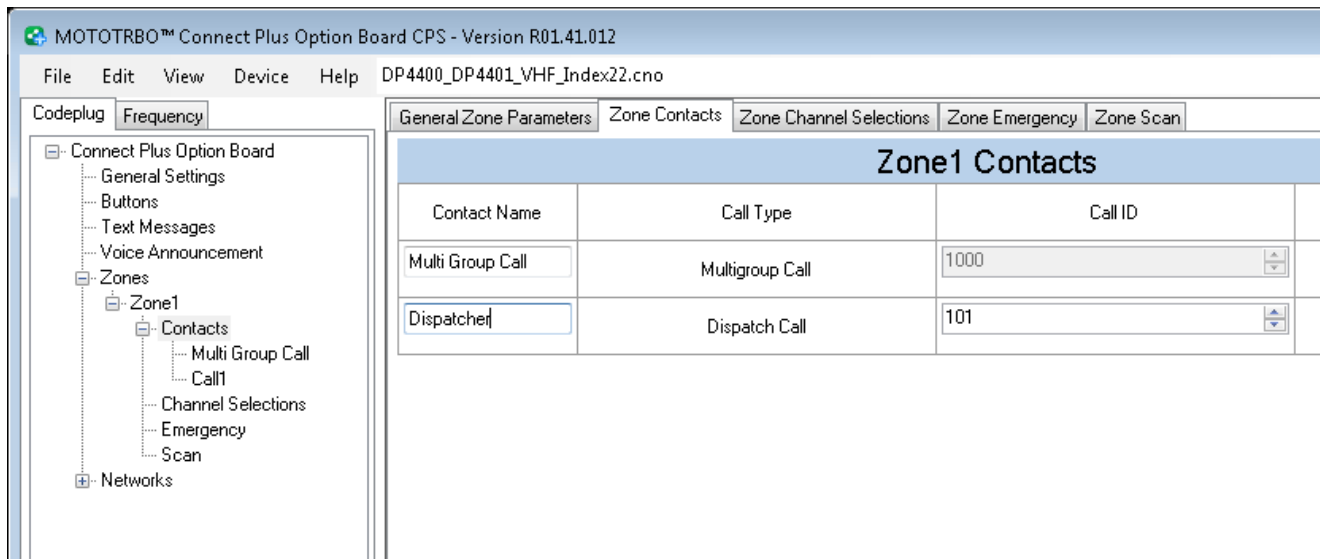 MOTOTRBO™ Connect Plus Option Board CPS - Version R01.41.012
File Edit View Device Help DP4400_DP4401_VHF_Index22.cno
Codeplug Frequency
Connect Plus Option Board
General Settings
Buttons
Text Messages
Voice Announcement
Zones
Zone1
Contacts
Multi Group Call
Call1
Channel Selections
Emergency
Scan
Networks
General Zone Parameters Zone Contacts Zone Channel Selections Zone Emergency Zone Scan
Zone1 Contacts
Contact Name Call Type Call ID
Multi Group Call Multigroup Call 1000
Dispatcher Dispatch Call 101